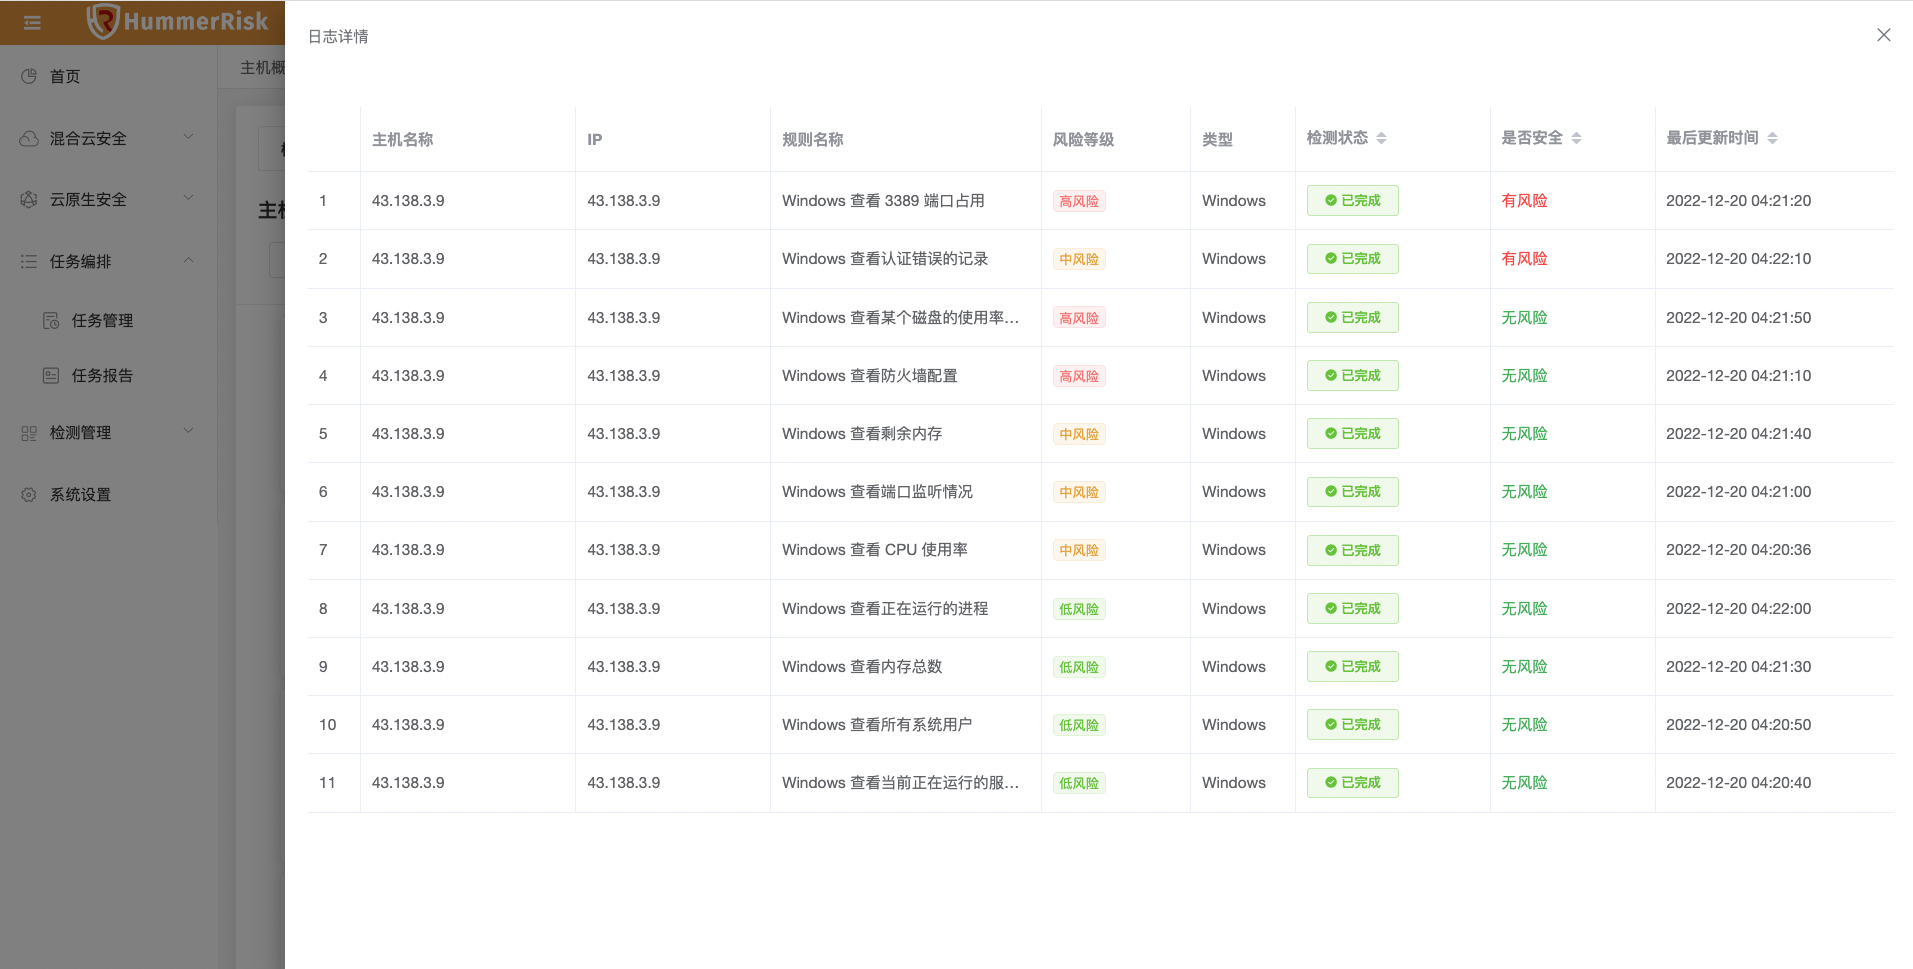 HummerRisk
首页
混合云安全
云原生安全
任务编排
任务管理
任务报告
检测管理
系统设置
主机概
主机
日志详情
主机名称 IP 规则名称 风险等级 类型 检测状态 是否安全 最后更新时间
1 43.138.3.9 43.138.3.9 Windows 查看 3389 端口占用 高风险 Windows 已完成 有风险 2022-12-20 04:21:20
2 43.138.3.9 43.138.3.9 Windows 查看认证错误的记录 中风险 Windows 已完成 有风险 2022-12-20 04:22:10
3 43.138.3.9 43.138.3.9 Windows 查看某个磁盘的使用率... 高风险 Windows 已完成 无风险 2022-12-20 04:21:50
4 43.138.3.9 43.138.3.9 Windows 查看防火墙配置 高风险 Windows 已完成 无风险 2022-12-20 04:21:10
5 43.138.3.9 43.138.3.9 Windows 查看剩余内存 中风险 Windows 已完成 无风险 2022-12-20 04:21:40
6 43.138.3.9 43.138.3.9 Windows 查看端口监听情况 中风险 Windows 已完成 无风险 2022-12-20 04:21:00
7 43.138.3.9 43.138.3.9 Windows 查看 CPU 使用率 中风险 Windows 已完成 无风险 2022-12-20 04:20:36
8 43.138.3.9 43.138.3.9 Windows 查看正在运行的进程 低风险 Windows 已完成 无风险 2022-12-20 04:22:00
9 43.138.3.9 43.138.3.9 Windows 查看内存总数 低风险 Windows 已完成 无风险 2022-12-20 04:21:30
10 43.138.3.9 43.138.3.9 Windows 查看所有系统用户 低风险 Windows 已完成 无风险 2022-12-20 04:20:50
11 43.138.3.9 43.138.3.9 Windows 查看当前正在运行的服... 低风险 Windows 已完成 无风险 2022-12-20 04:20:40